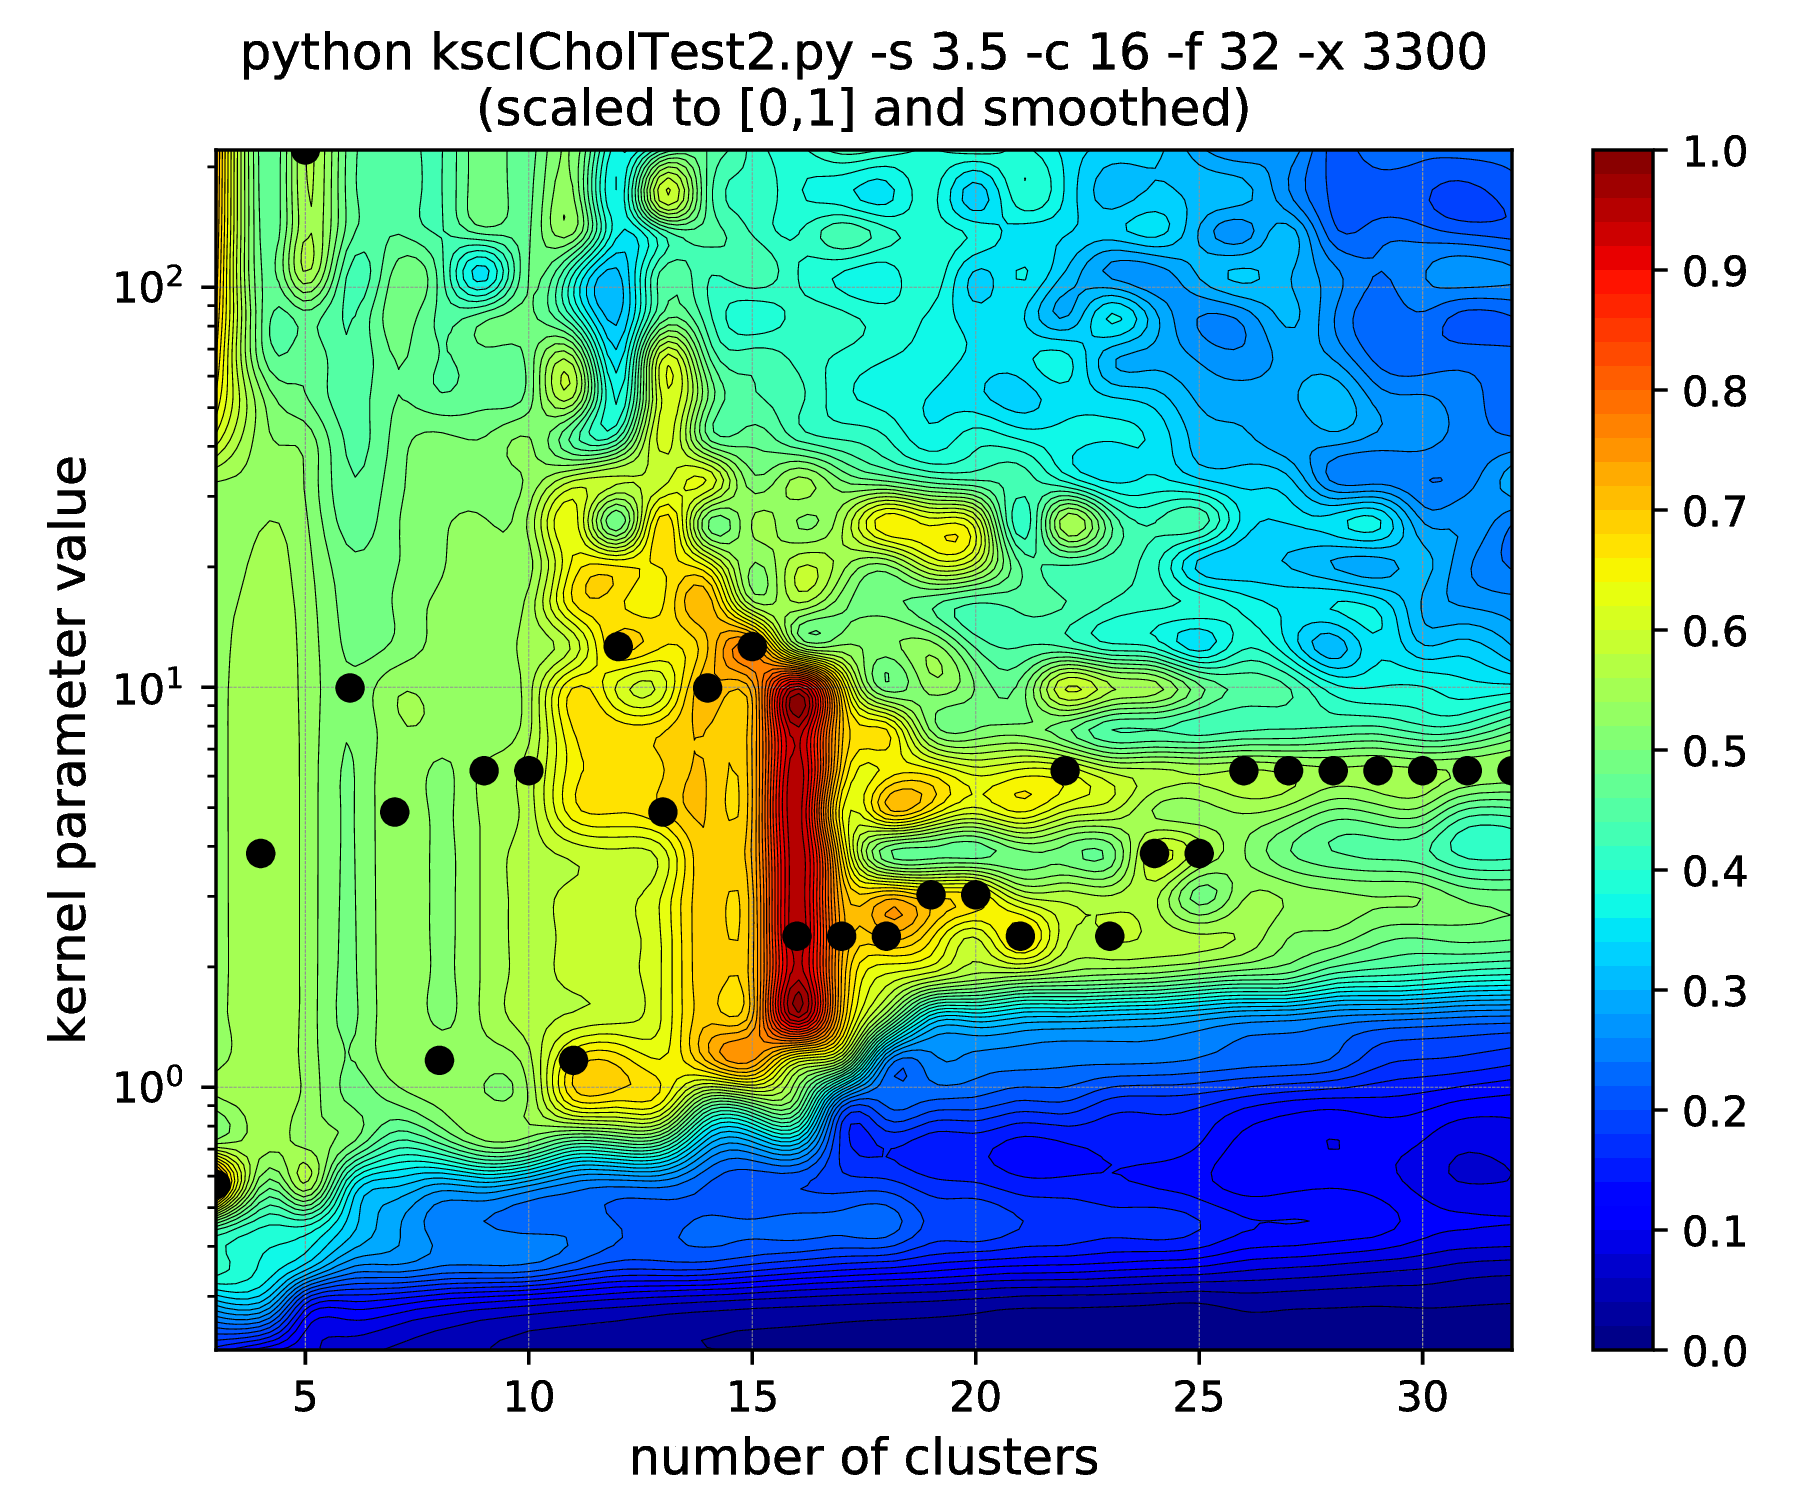 python kscICholTest2.py -s 3.5 -c 16 -f 32 -x 3300
(scaled to [0,1] and smoothed)
kernel parameter value
10²
10¹
10⁰
5 10 15 20 25 30
number of clusters
1.0
0.9
0.8
0.7
0.6
0.5
0.4
0.3
0.2
0.1
0.0